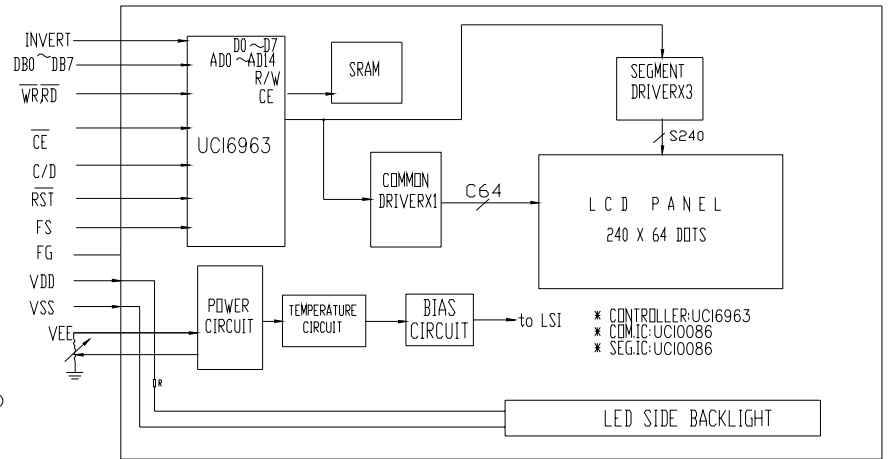 INVERT
DB0~DB7
WR,RD
CE
C/D
RST
FS
FG
VDD
VSS
VEE
D0~D7
AD0~AD14
R/W
CE
UCI6963
SRAM
SEGMENT
DRIVERX3
S240
COMMON
DRIVERX1
C64
LCD PANEL
240 X 64 DOTS
POWER
CIRCUIT
TEMPERATURE
CIRCUIT
BIAS
CIRCUIT
to LSI
* CONTROLLER:UCI6963
* COM.IC:UCI0086
* SEG.IC:UCI0086
R
LED SIDE BACKLIGHT